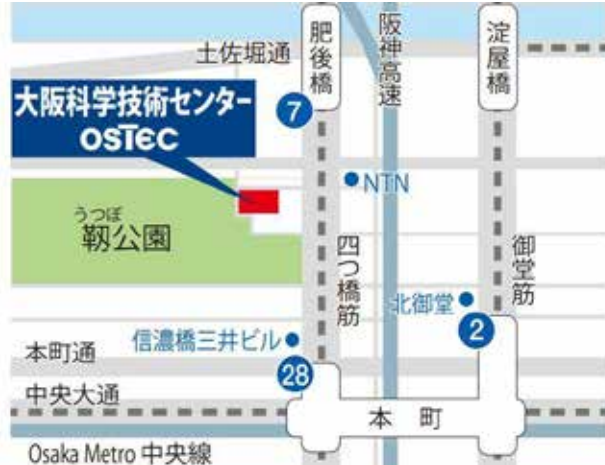 土佐堀通
肥後橋
阪神高速
淀屋橋
大阪科学技術センター
OSTEC
7
NTN
うつぼ
靱公園
四つ橋筋
御堂筋
北御堂
2
信濃橋三井ビル
本町通
28
中央大通
本町
Osaka Metro 中央線